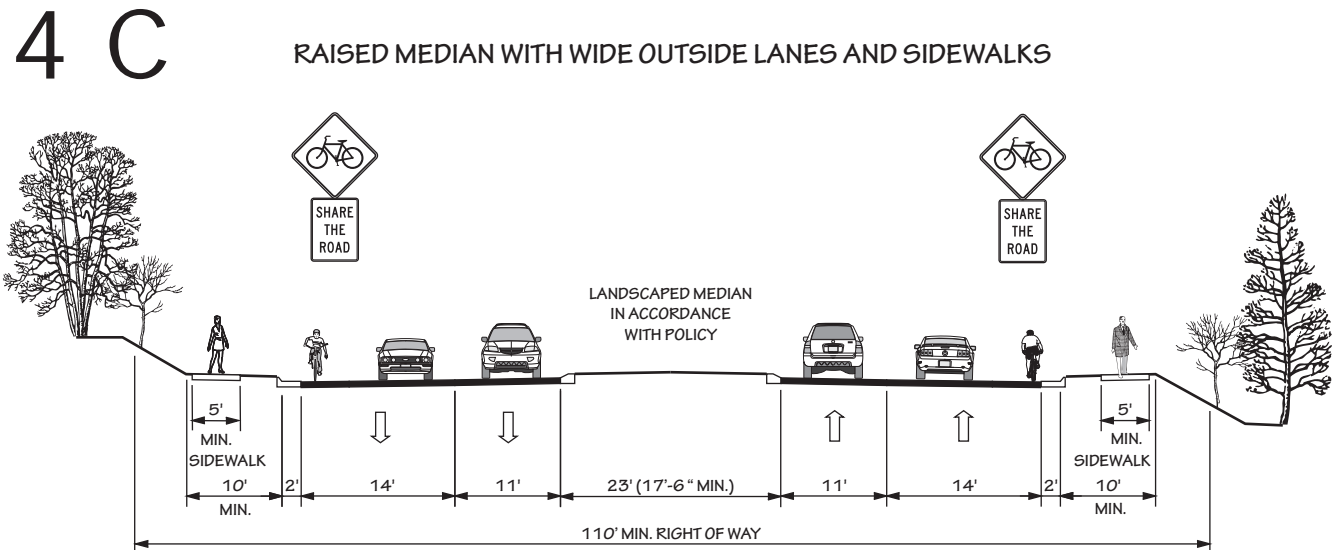 4 C
RAISED MEDIAN WITH WIDE OUTSIDE LANES AND SIDEWALKS
SHARE
THE
ROAD
SHARE
THE
ROAD
LANDSCAPED MEDIAN
IN ACCORDANCE
WITH POLICY
5'
MIN.
SIDEWALK
5'
MIN.
SIDEWALK
10' 2' 14' 11' 23' (17'-6" MIN.) 11' 14' 2' 10'
MIN. MIN.
110' MIN. RIGHT OF WAY